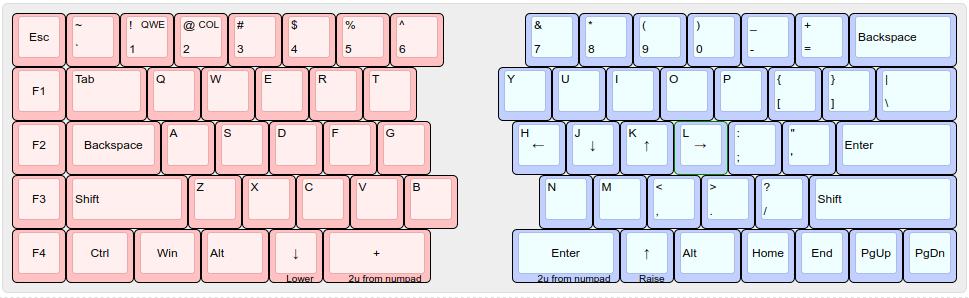 Esc ~ ! QWE @ COL # $ % ^ & * ( ) _ + Backspace
` 1 2 3 4 5 6 7 8 9 0 - =
F1 Tab Q W E R T Y U I O P { } |
[ ] \
F2 Backspace A S D F G H J K L : " Enter
← ↓ ↑ → ; '
F3 Shift Z X C V B N M < > ? Shift
, . /
F4 Ctrl Win Alt ↓ + Enter ↑ Alt Home End PgUp PgDn
Lower 2u from numpad 2u from numpad Raise